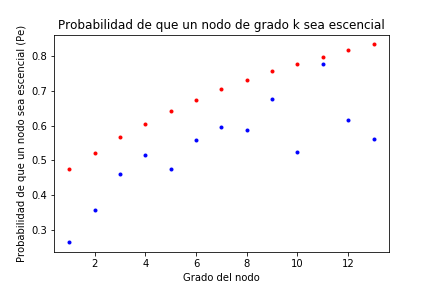 Probabilidad de que un nodo de grado k sea escencial
Probabilidad de que un nodo sea escencial (Pe)
0.8
0.7
0.6
0.5
0.4
0.3
2 4 6 8 10 12
Grado del nodo